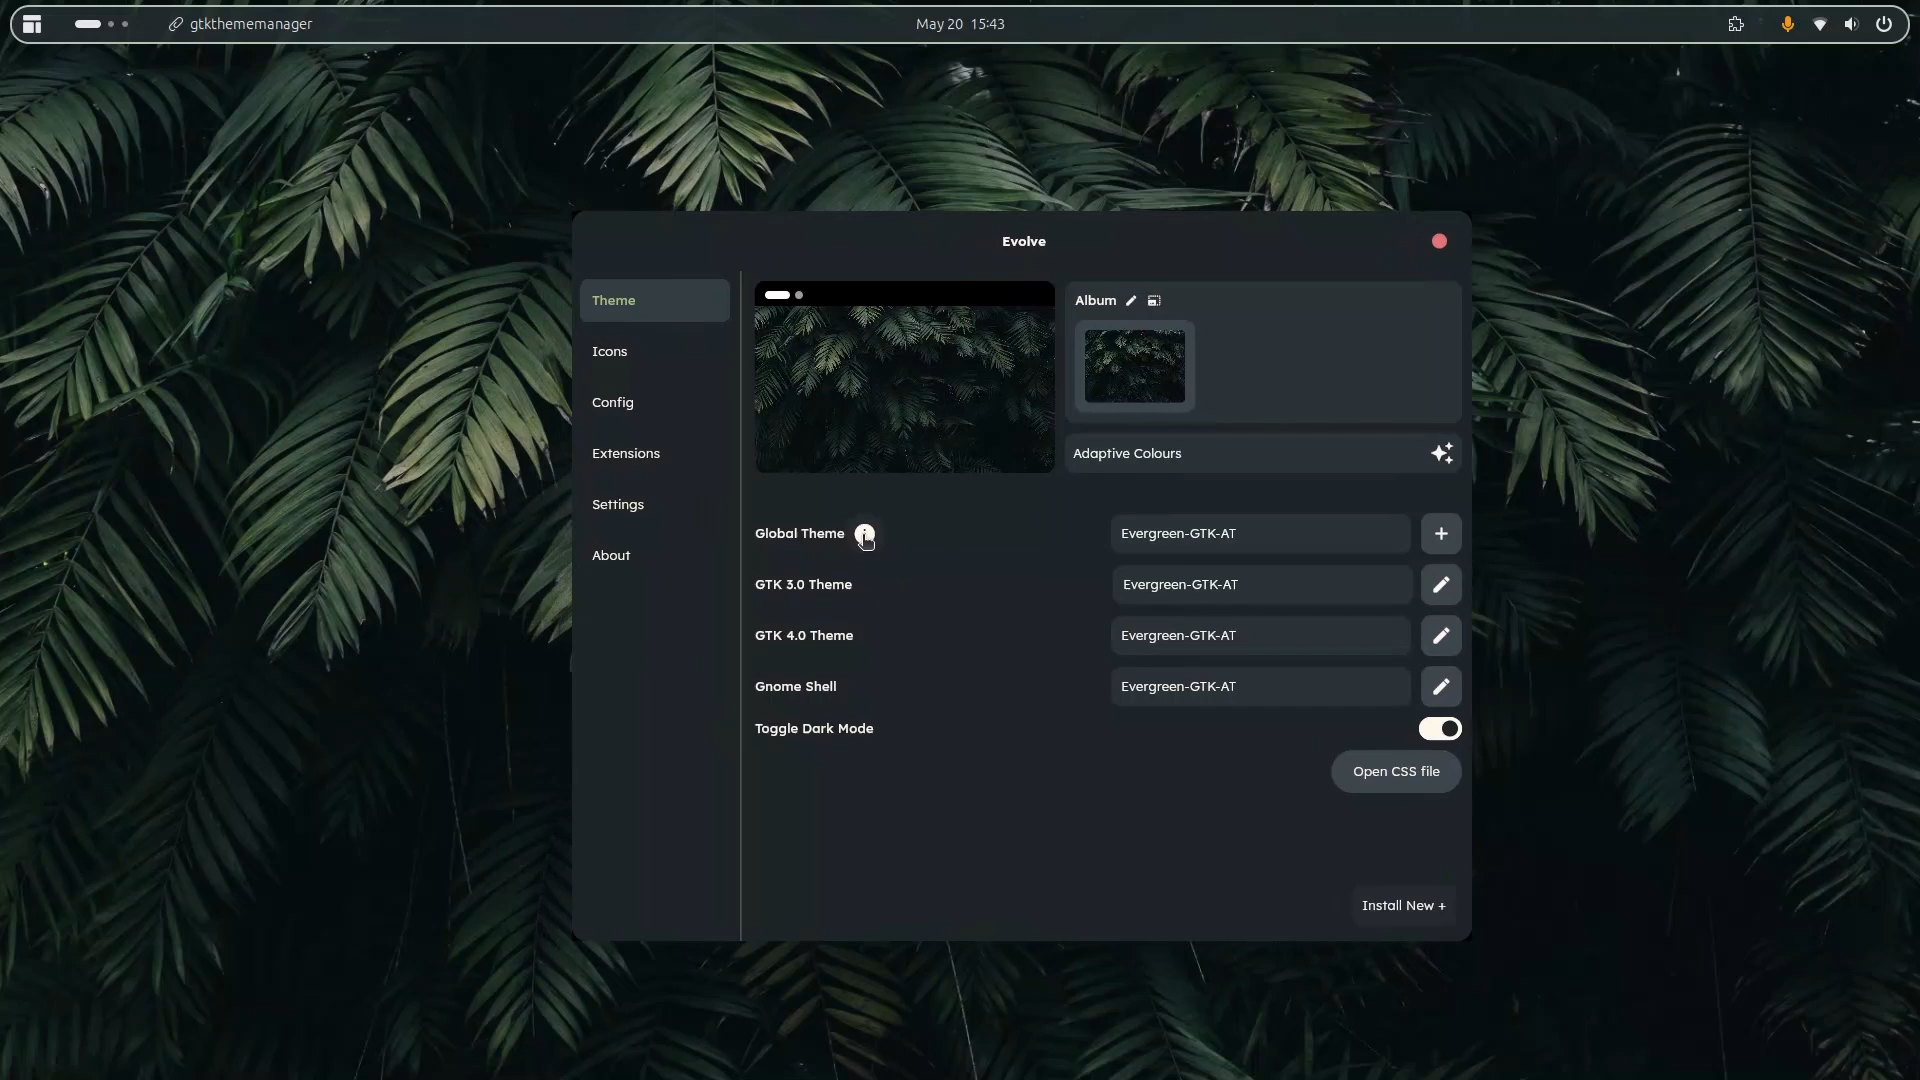 gtkthememanager
May 20 15:43
Evolve
Theme
Icons
Config
Extensions
Settings
About
Album
Adaptive Colours
Global Theme
Evergreen-GTK-AT
+
GTK 3.0 Theme
Evergreen-GTK-AT
GTK 4.0 Theme
Evergreen-GTK-AT
Gnome Shell
Evergreen-GTK-AT
Toggle Dark Mode
Open CSS file
Install New +